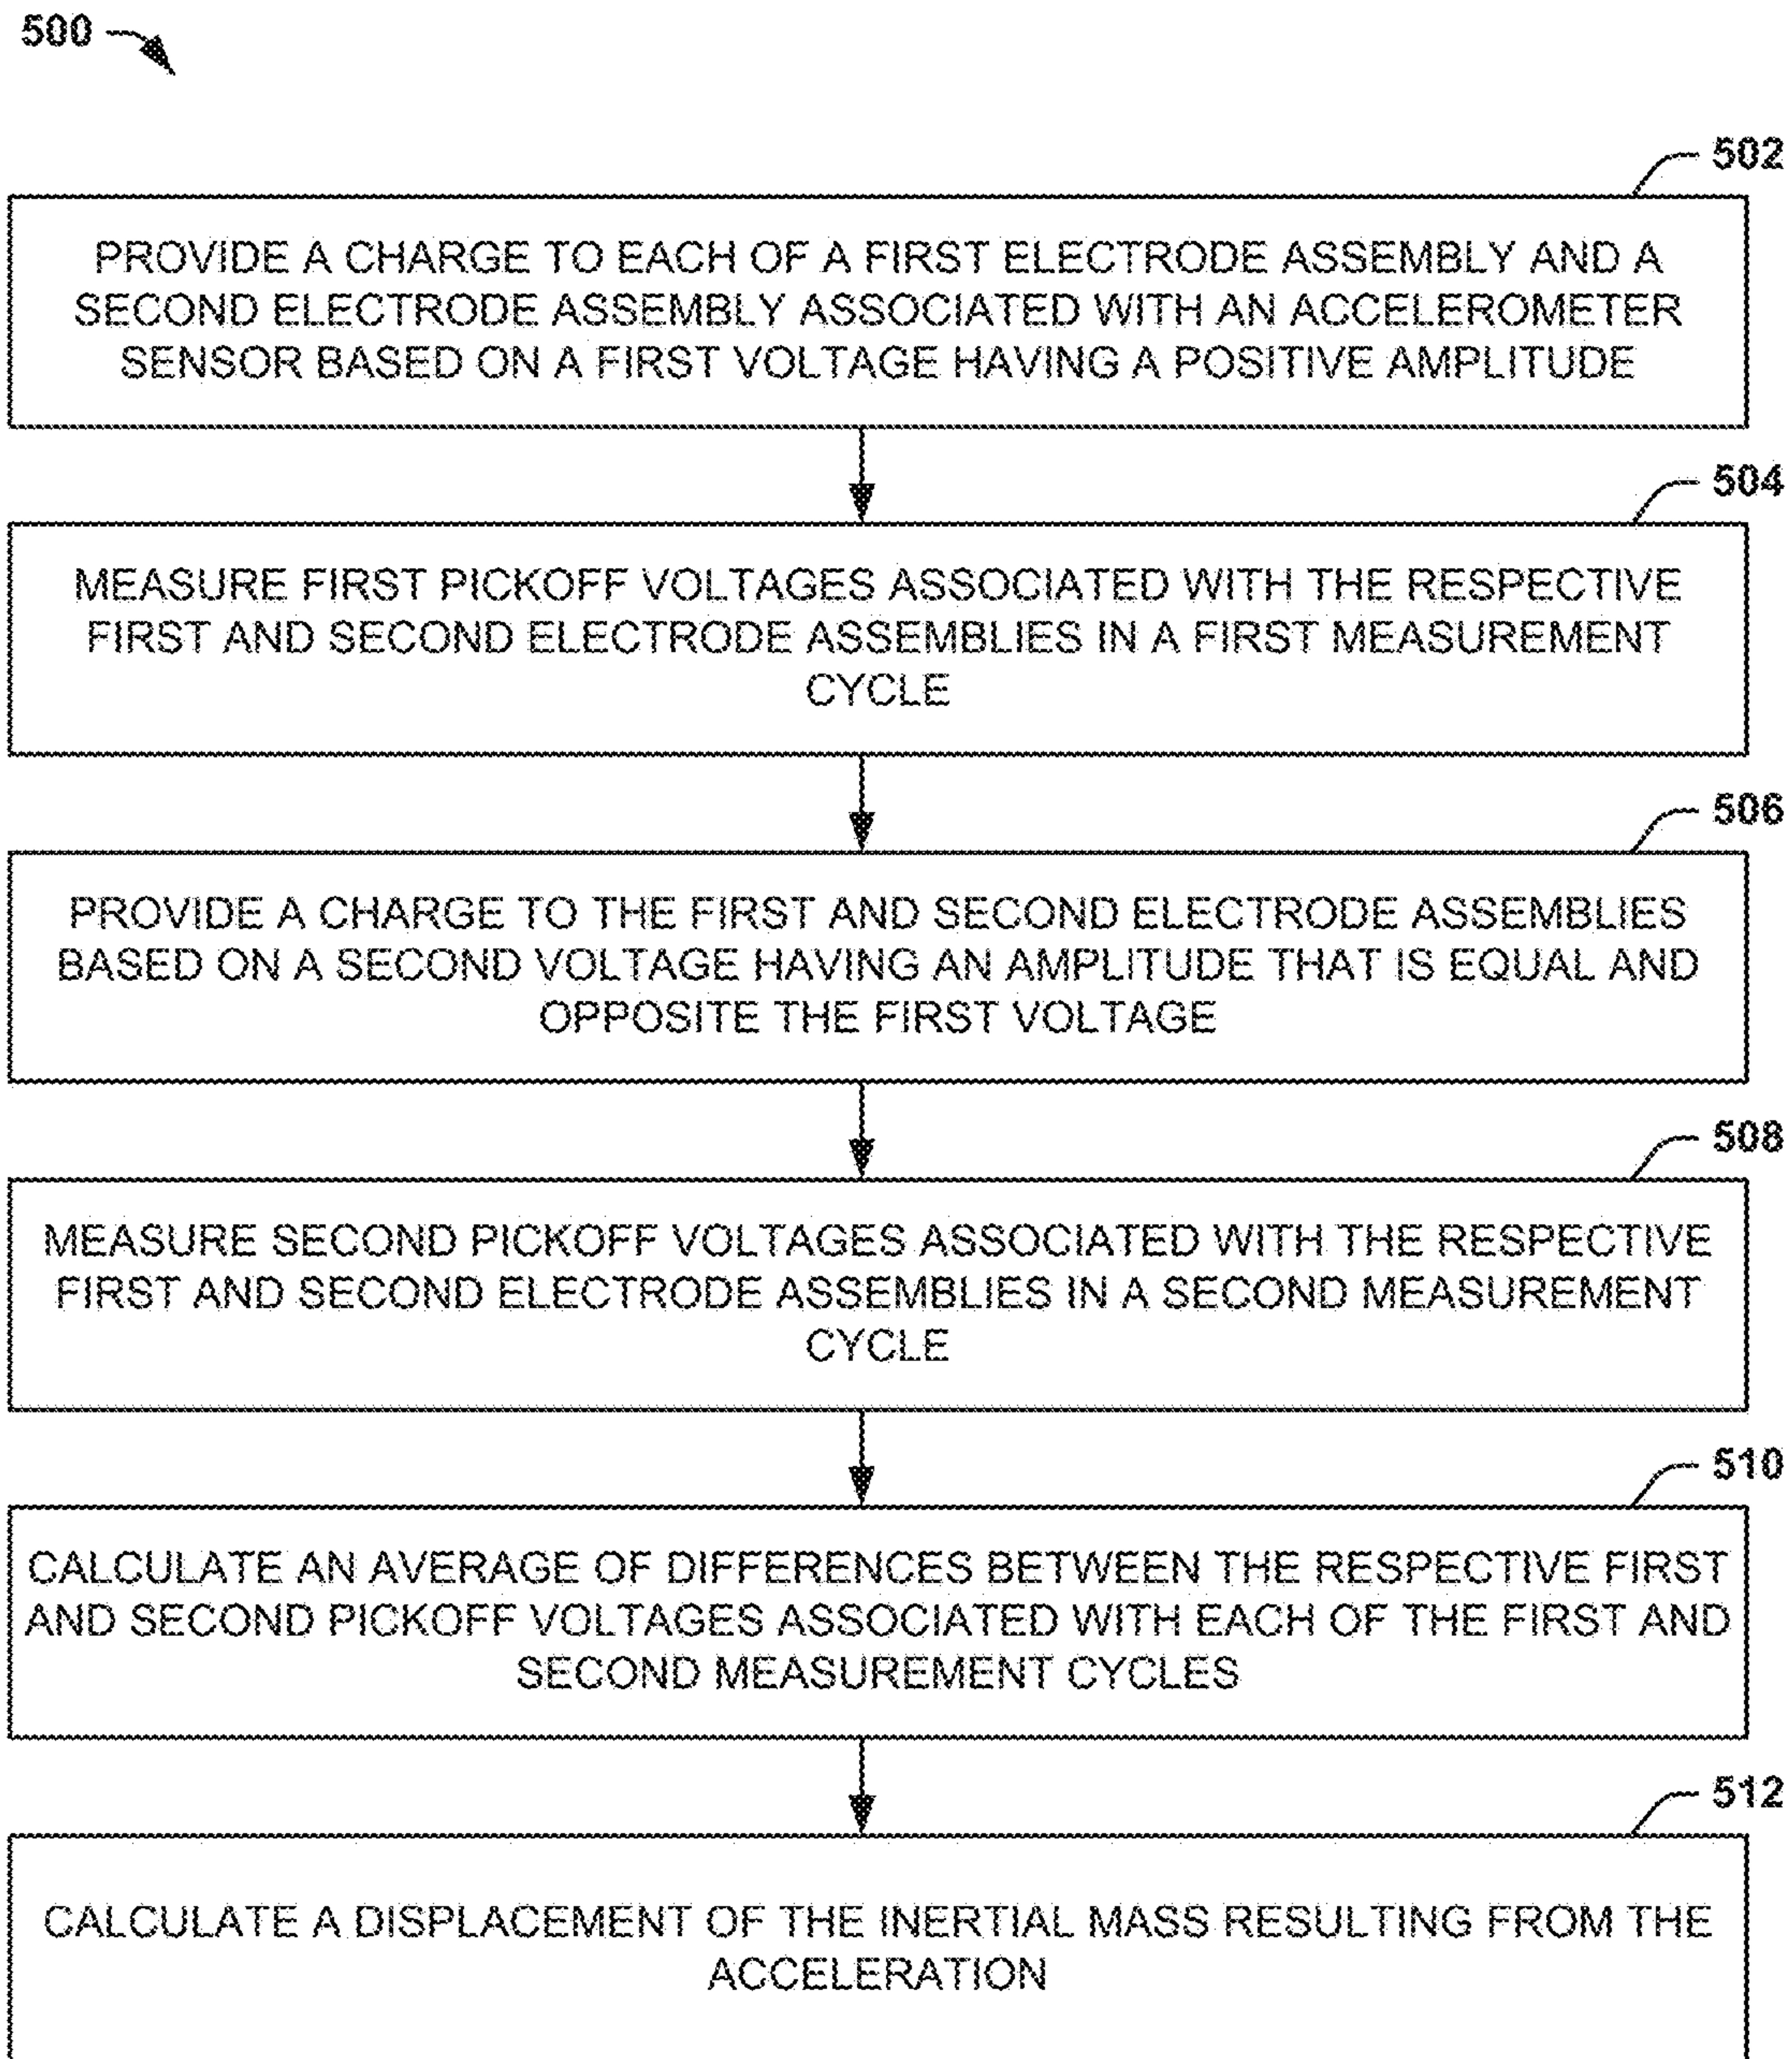 500
502
PROVIDE A CHARGE TO EACH OF A FIRST ELECTRODE ASSEMBLY AND A
SECOND ELECTRODE ASSEMBLY ASSOCIATED WITH AN ACCELEROMETER
SENSOR BASED ON A FIRST VOLTAGE HAVING A POSITIVE AMPLITUDE
504
MEASURE FIRST PICKOFF VOLTAGES ASSOCIATED WITH THE RESPECTIVE
FIRST AND SECOND ELECTRODE ASSEMBLIES IN A FIRST MEASUREMENT
CYCLE
506
PROVIDE A CHARGE TO THE FIRST AND SECOND ELECTRODE ASSEMBLIES
BASED ON A SECOND VOLTAGE HAVING AN AMPLITUDE THAT IS EQUAL AND
OPPOSITE THE FIRST VOLTAGE
508
MEASURE SECOND PICKOFF VOLTAGES ASSOCIATED WITH THE RESPECTIVE
FIRST AND SECOND ELECTRODE ASSEMBLIES IN A SECOND MEASUREMENT
CYCLE
510
CALCULATE AN AVERAGE OF DIFFERENCES BETWEEN THE RESPECTIVE FIRST
AND SECOND PICKOFF VOLTAGES ASSOCIATED WITH EACH OF THE FIRST AND
SECOND MEASUREMENT CYCLES
512
CALCULATE A DISPLACEMENT OF THE INERTIAL MASS RESULTING FROM THE
ACCELERATION